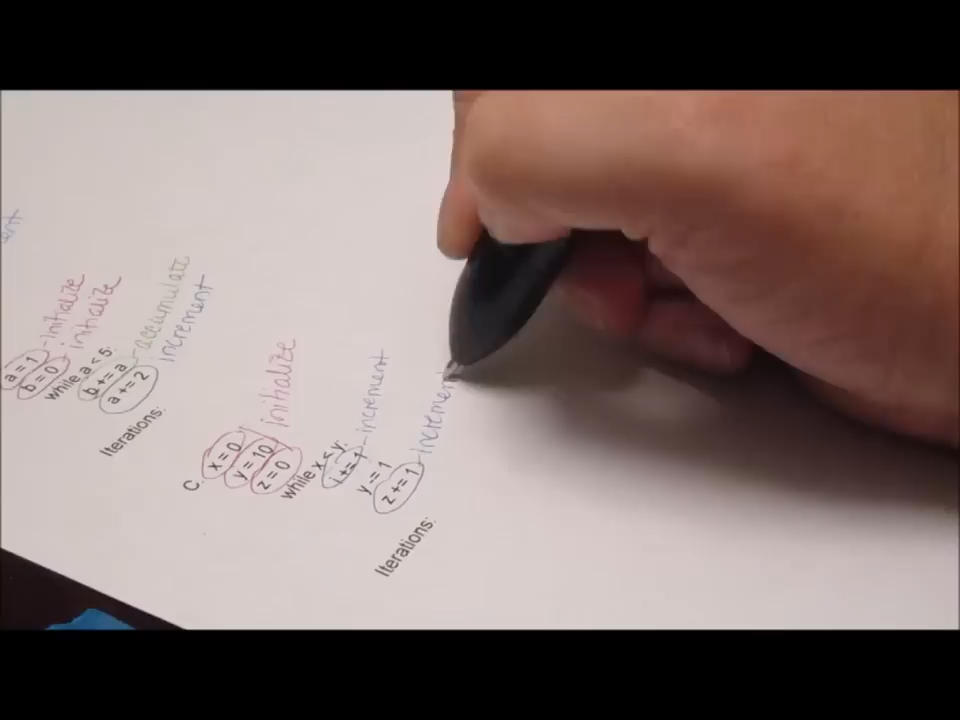 a = 1 - initialize
b = 0 - initialize
while a < 5:
b += a - accumulate
a += 2 increment
Iterations:
C. x = 0
y = 10 initialize
z = 0
while x < y:
i += 1 - increment
y -= 1
z += 1 - increment
Iterations: